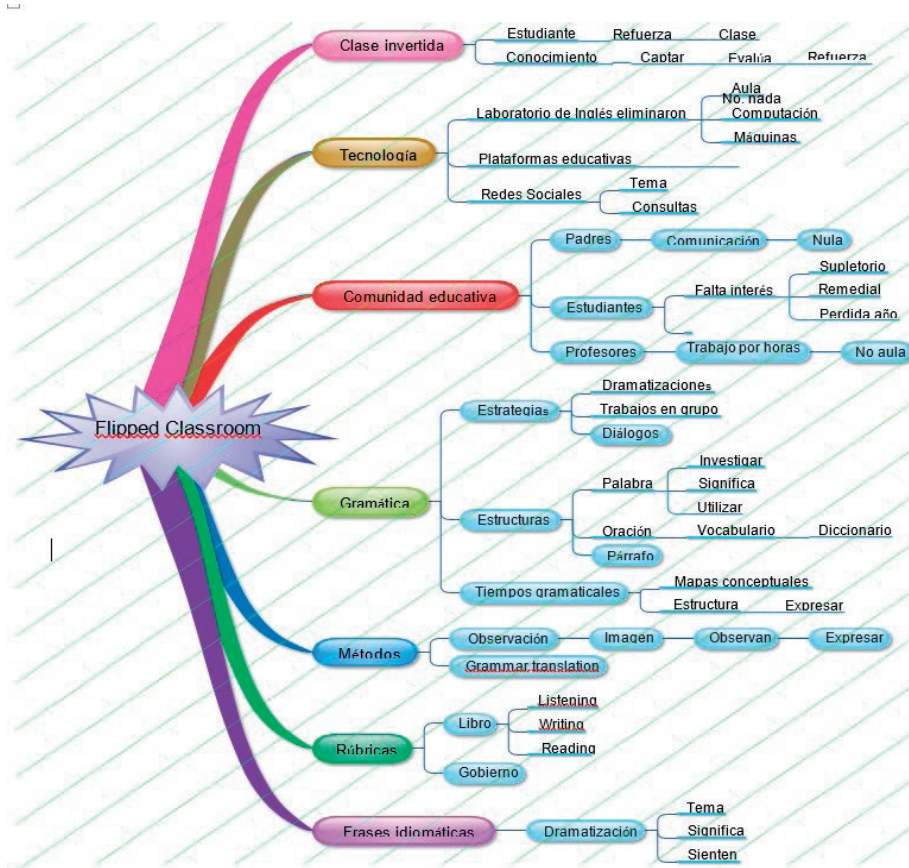 Clase invertida
Estudiante Refuerza Clase
Conocimiento Captar Evalúa Refuerza
Tecnología
Laboratorio de Inglés eliminaron
Aula
No. nada
Computación
Máquinas
Plataformas educativas
Redes Sociales
Tema
Consultas
Comunidad educativa
Padres Comunicación Nula
Estudiantes
Falta interés
Supletorio
Remedial
Perdida año
Profesores Trabajo por horas No aula
Flipped Classroom
Gramática
Estrategias
Dramatizaciones
Trabajos en grupo
Diálogos
Estructuras
Palabra
Investigar
Significa
Utilizar
Oración Vocabulario Diccionario
Párrafo
Tiempos gramaticales
Mapas conceptuales
Estructura Expresar
Métodos
Observación Imagen Observan Expresar
Grammar translation
Rúbricas
Libro
Listening
Writing
Reading
Gobierno
Frases idiomáticas
Dramatización
Tema
Significa
Sienten